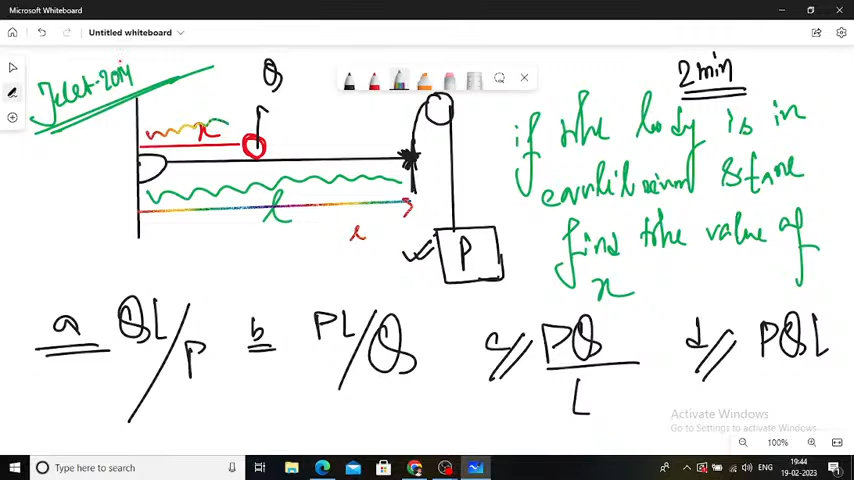 Microsoft Whiteboard
Untitled whiteboard
Jelet-2014
Q
2 min
x
l
P
if the body is in
equilibrium state
find the value of
x
a QL/P
b PL/Q
c PQ/L
d PQL
Activate Windows
Go to Settings to activate Windows.
100%
Type here to search
ENG
19:44
19-02-2023